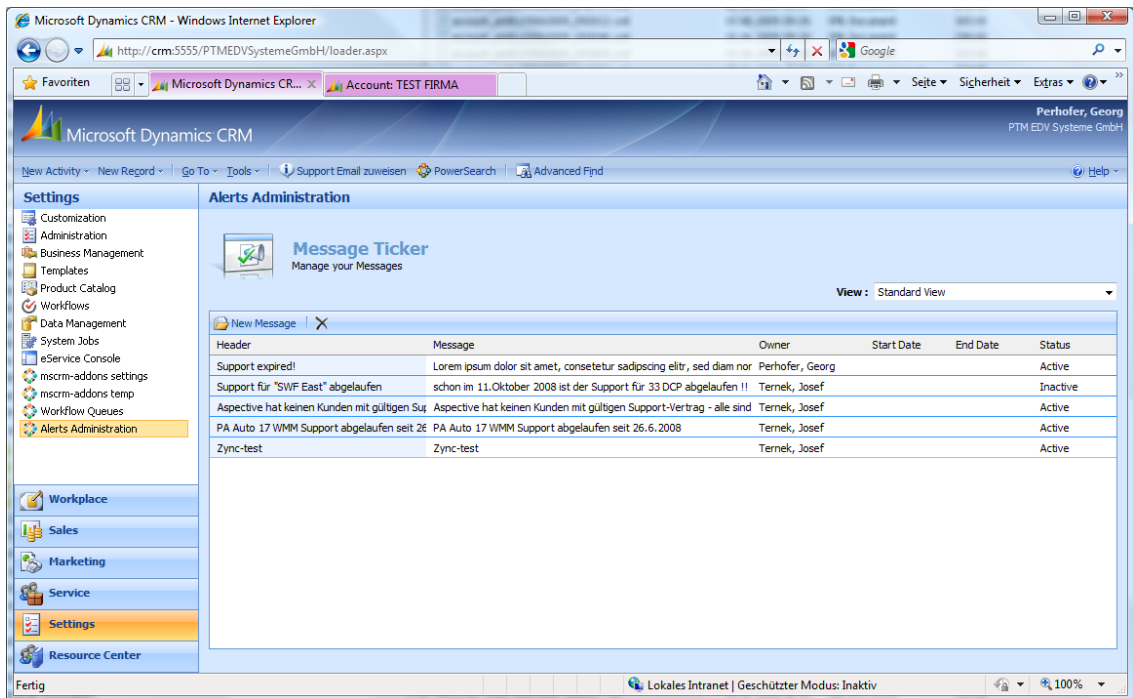 Microsoft Dynamics CRM - Windows Internet Explorer
http://crm:5555/PTMEDVSystemeGmbH/loader.aspx
Google
Favoriten
Microsoft Dynamics CR...
Account: TEST FIRMA
Seite
Sicherheit
Extras
Perhofer, Georg
Microsoft Dynamics CRM
PTM EDV Systeme GmbH
New Activity
New Record
Go To
Tools
Support Email zuweisen
PowerSearch
Advanced Find
Help
Settings
Customization
Administration
Business Management
Templates
Product Catalog
Workflows
Data Management
System Jobs
eService Console
mscrm-addons settings
mscrm-addons temp
Workflow Queues
Alerts Administration
Workplace
Sales
Marketing
Service
Settings
Resource Center
Alerts Administration
Message Ticker
Manage your Messages
View : Standard View
New Message
Header Message Owner Start Date End Date Status
Support expired! Lorem ipsum dolor sit amet, consetetur sadipscing elitr, sed diam nor Perhofer, Georg Active
Support für "SWF East" abgelaufen schon im 11.Oktober 2008 ist der Support für 33 DCP abgelaufen !! Ternek, Josef Inactive
Aspective hat keinen Kunden mit gültigen Sup Aspective hat keinen Kunden mit gültigen Support-Vertrag - alle sind Ternek, Josef Active
PA Auto 17 WMM Support abgelaufen seit 26 PA Auto 17 WMM Support abgelaufen seit 26.6.2008 Ternek, Josef Active
Zync-test Zync-test Ternek, Josef Active
Fertig
Lokales Intranet | Geschützter Modus: Inaktiv
100%